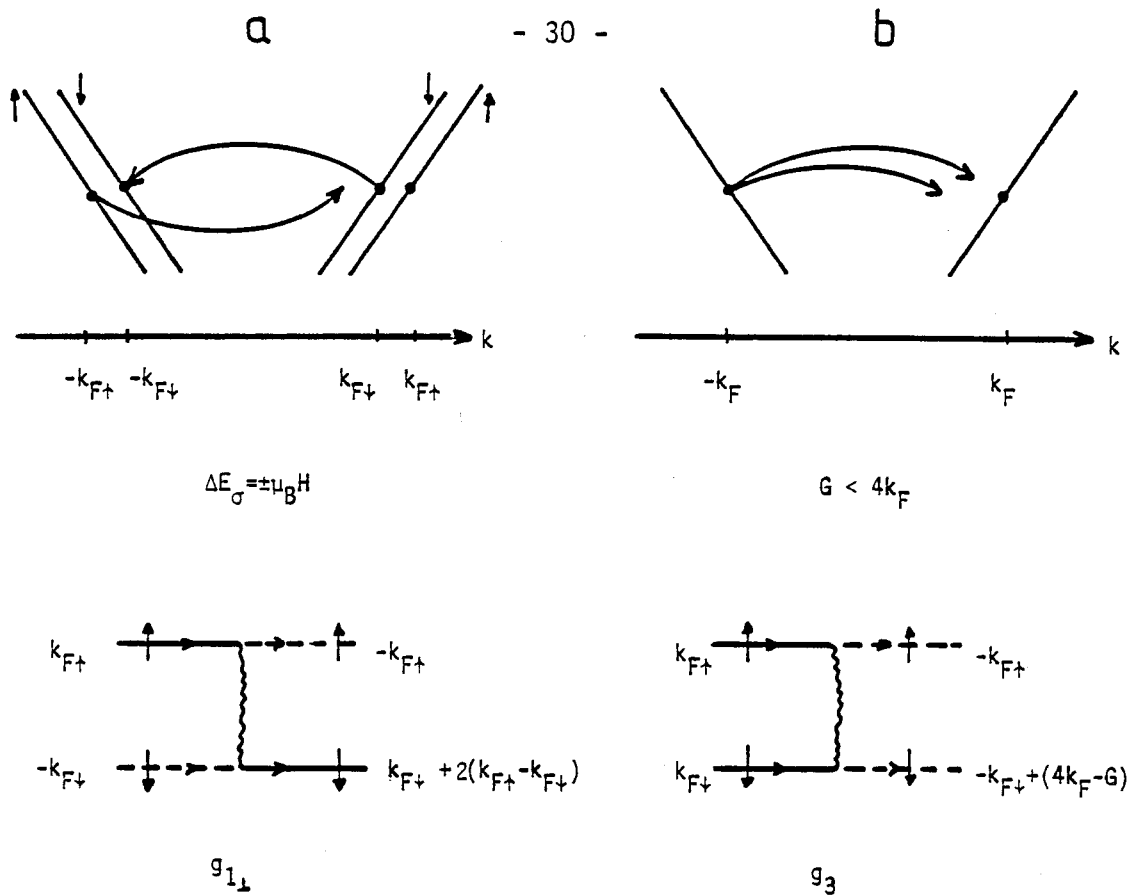 a - 30 - b
↑ ↓ ↓ ↑
k k
-k_F↑ -k_F↓ k_F↓ k_F↑ -k_F k_F
ΔE_σ=±μ_BH G < 4k_F
k_F↑ -k_F↑ k_F↑ -k_F↑
-k_F↓ k_F↓ +2(k_F↑-k_F↓) k_F↓ -k_F↓+(4k_F-G)
g_1⊥ g_3